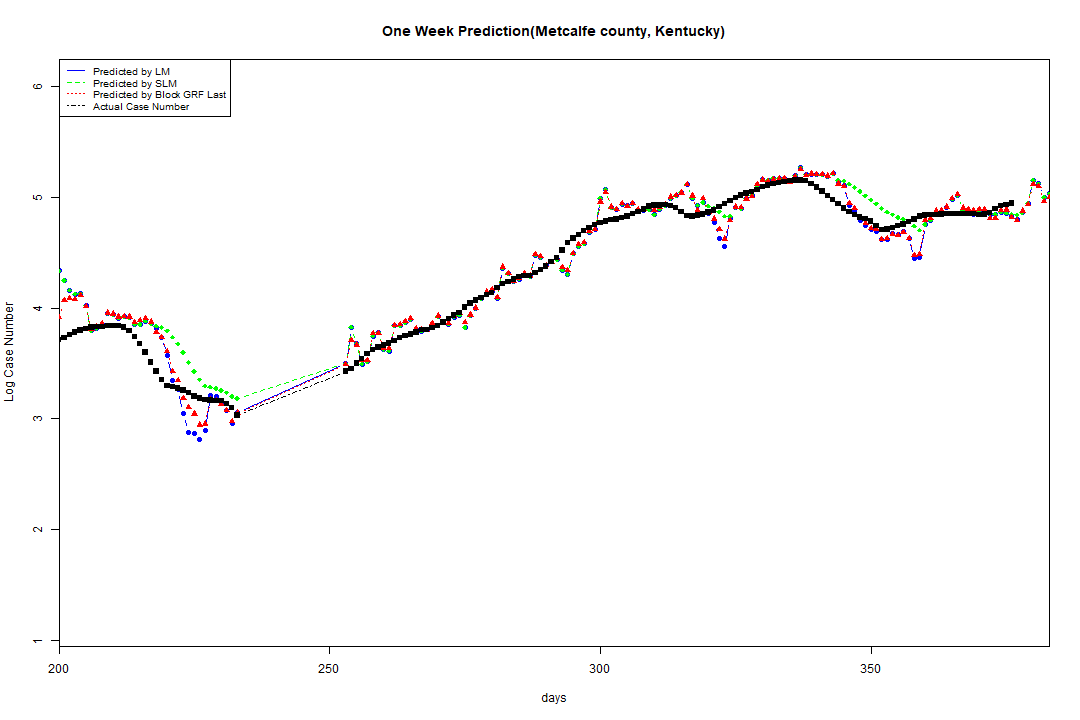 One Week Prediction(Metcalfe county, Kentucky)
Predicted by LM
Predicted by SLM
Predicted by Block GRF Last
Actual Case Number
6
5
4
3
2
1
Log Case Number
200
250
300
350
days